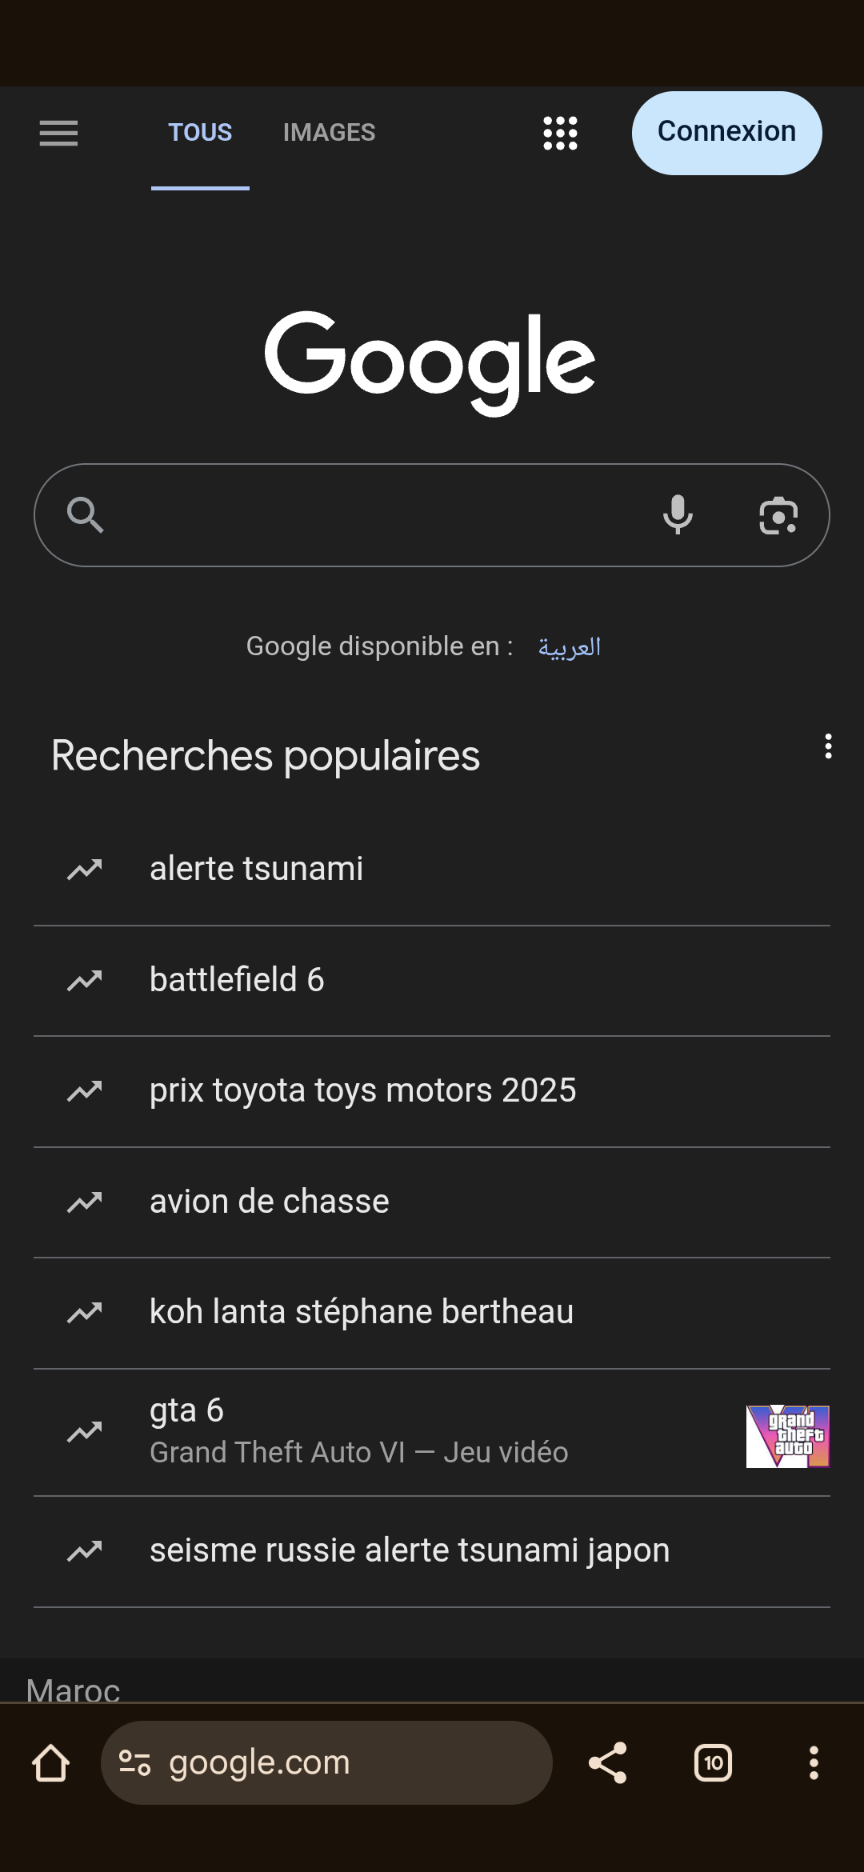 TOUS IMAGES Connexion
Google
Google disponible en : العربية
Recherches populaires
alerte tsunami
battlefield 6
prix toyota toys motors 2025
avion de chasse
koh lanta stéphane bertheau
gta 6
Grand Theft Auto VI — Jeu vidéo
grand
theft
auto
seisme russie alerte tsunami japon
Maroc
google.com 10